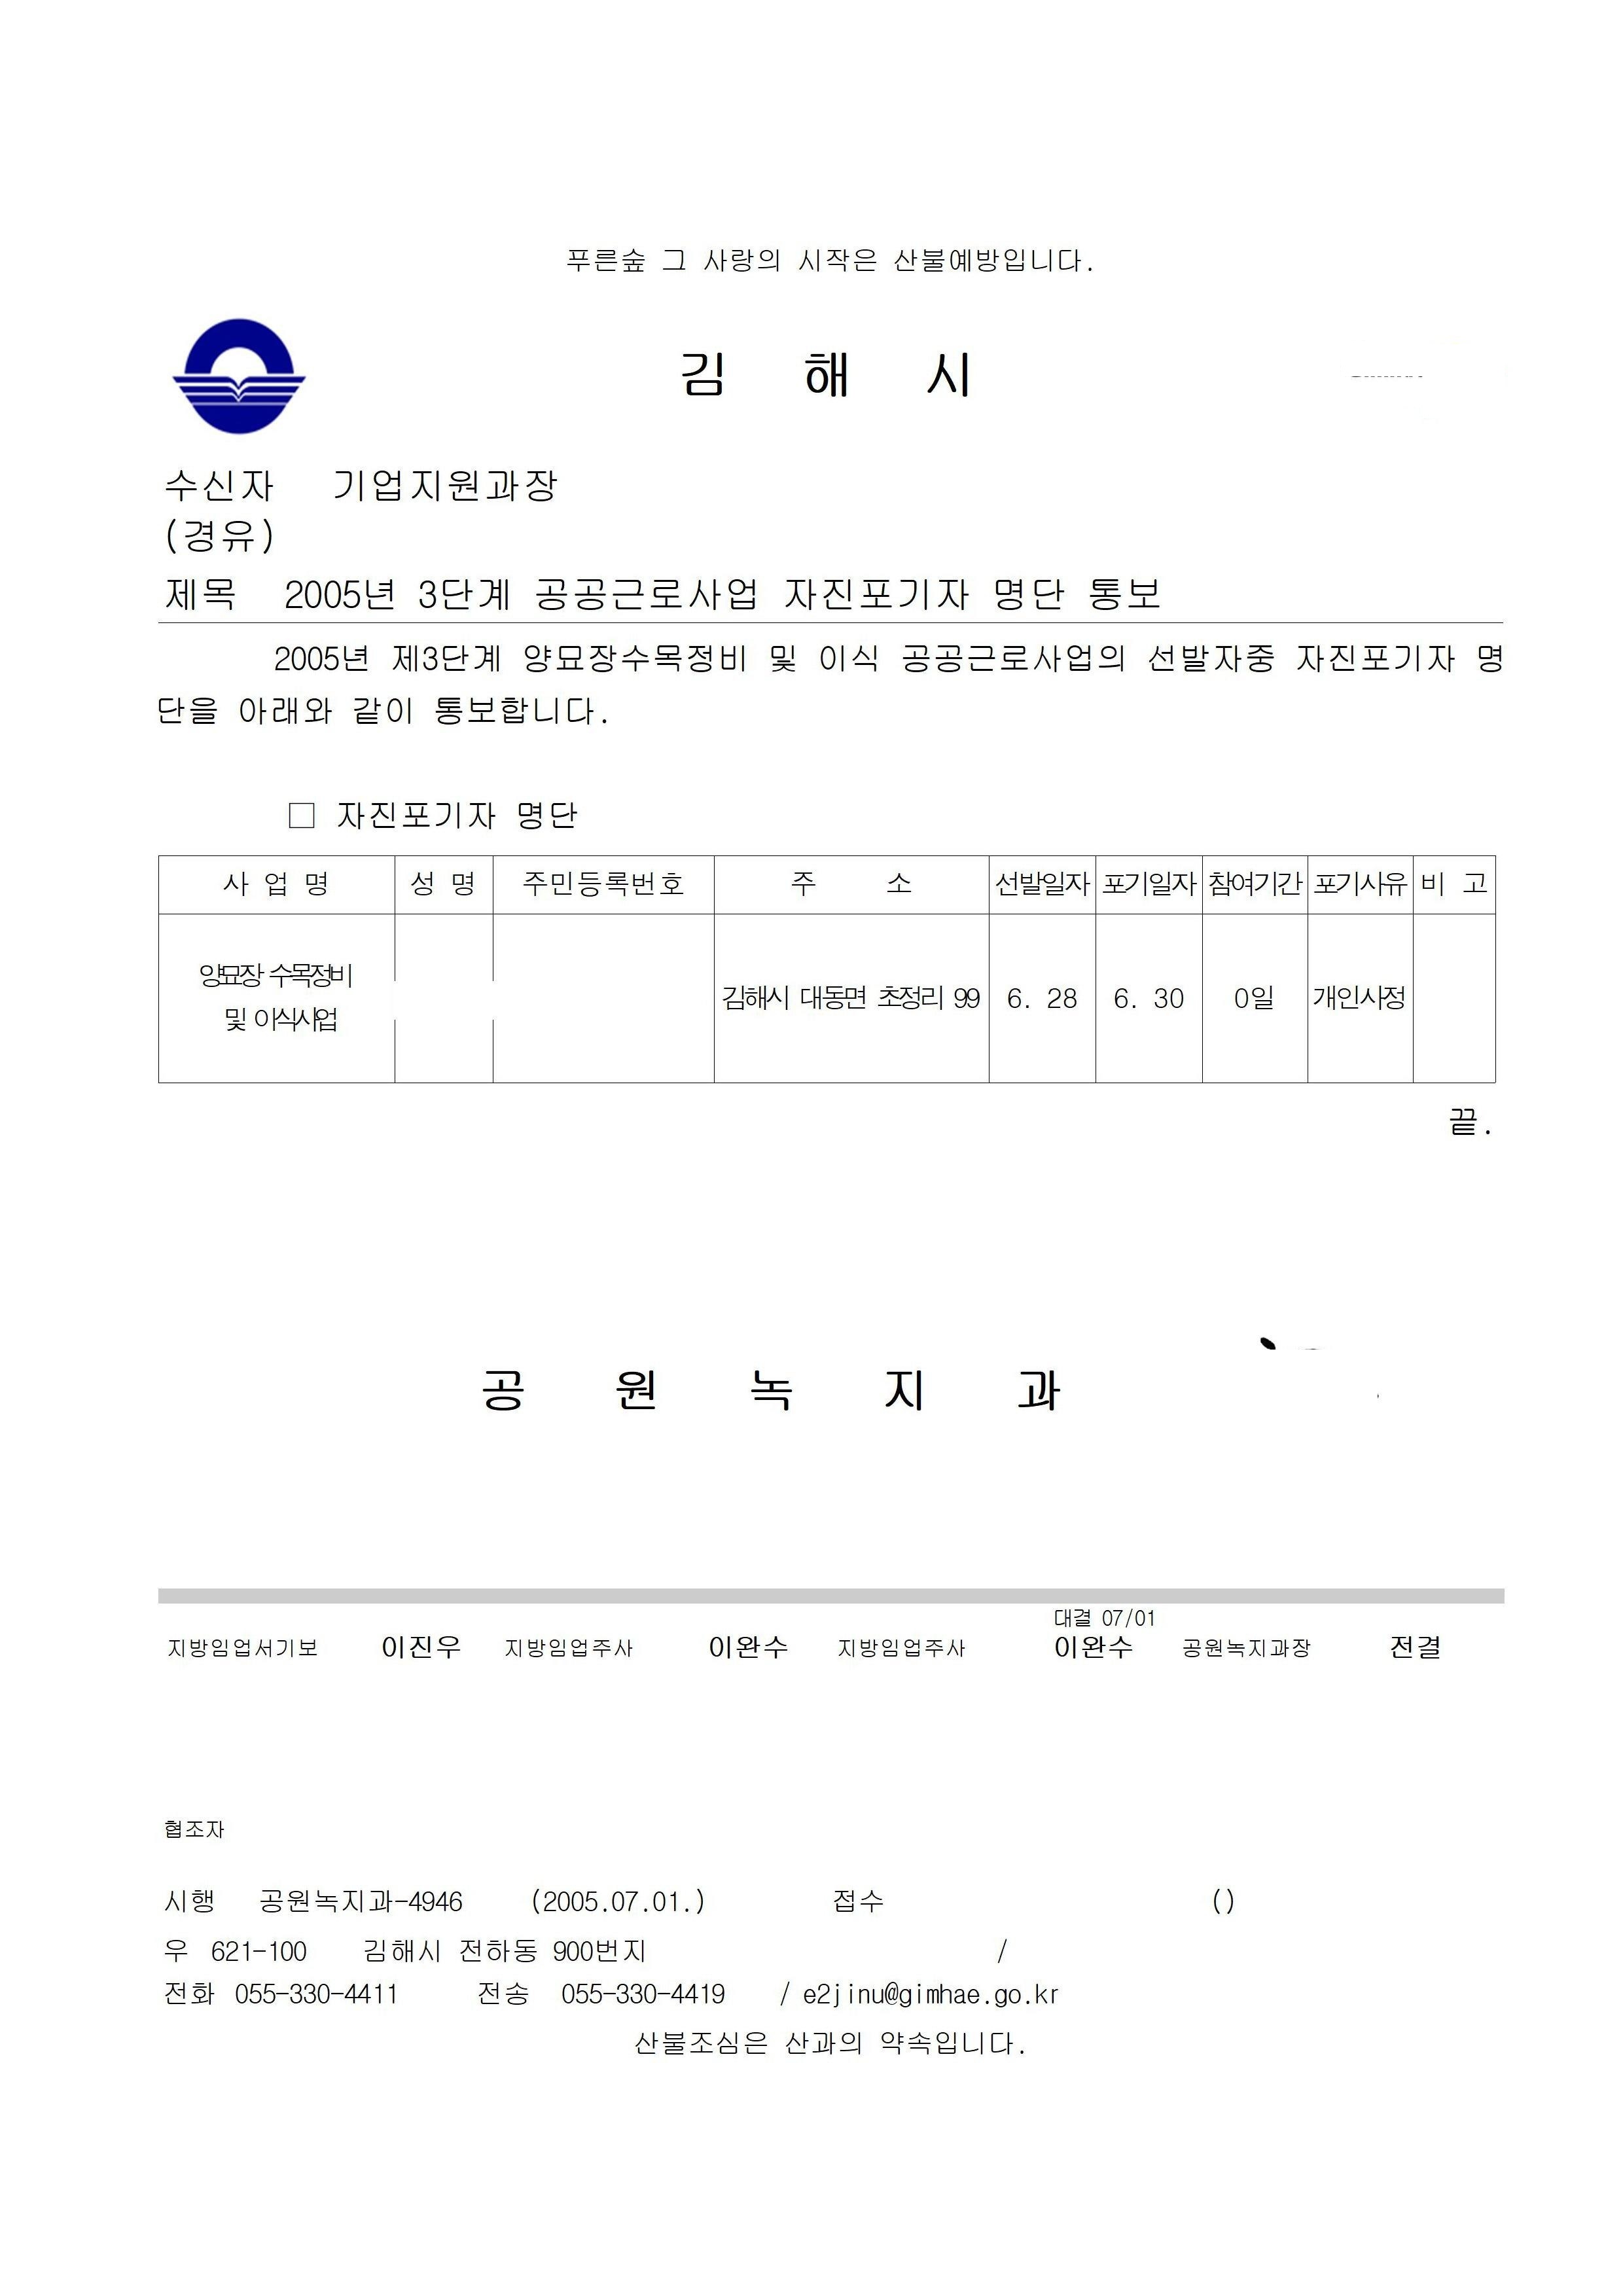 푸른숲 그 사랑의 시작은 산불예방입니다.
김 해 시
수신자 기업지원과장
(경유)
제목 2005년 3단계 공공근로사업 자진포기자 명단 통보
2005년 제3단계 양묘장수목정비 및 이식 공공근로사업의 선발자중 자진포기자 명
단을 아래와 같이 통보합니다.
□ 자진포기자 명단
사 업 명 성 명 주민등록번호 주 소 선발일자 포기일자 참여기간 포기사유 비 고
양묘장 수목정비
및 이식사업 김해시 대동면 초정리 99 6. 28 6. 30 0일 개인사정
끝.
공 원 녹 지 과
대결 07/01
지방임업서기보 이진우 지방임업주사 이완수 지방임업주사 이완수 공원녹지과장 전결
협조자
시행 공원녹지과-4946 (2005.07.01.) 접수 ()
우 621-100 김해시 전하동 900번지 /
전화 055-330-4411 전송 055-330-4419 / e2jinu@gimhae.go.kr
산불조심은 산과의 약속입니다.